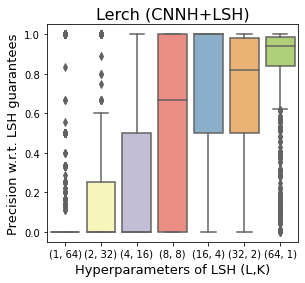 Lerch (CNNH+LSH)
Precision w.r.t. LSH guarantees
1.0
0.8
0.6
0.4
0.2
0.0
(1, 64) (2, 32) (4, 16) (8, 8) (16, 4) (32, 2) (64, 1)
Hyperparameters of LSH (L,K)